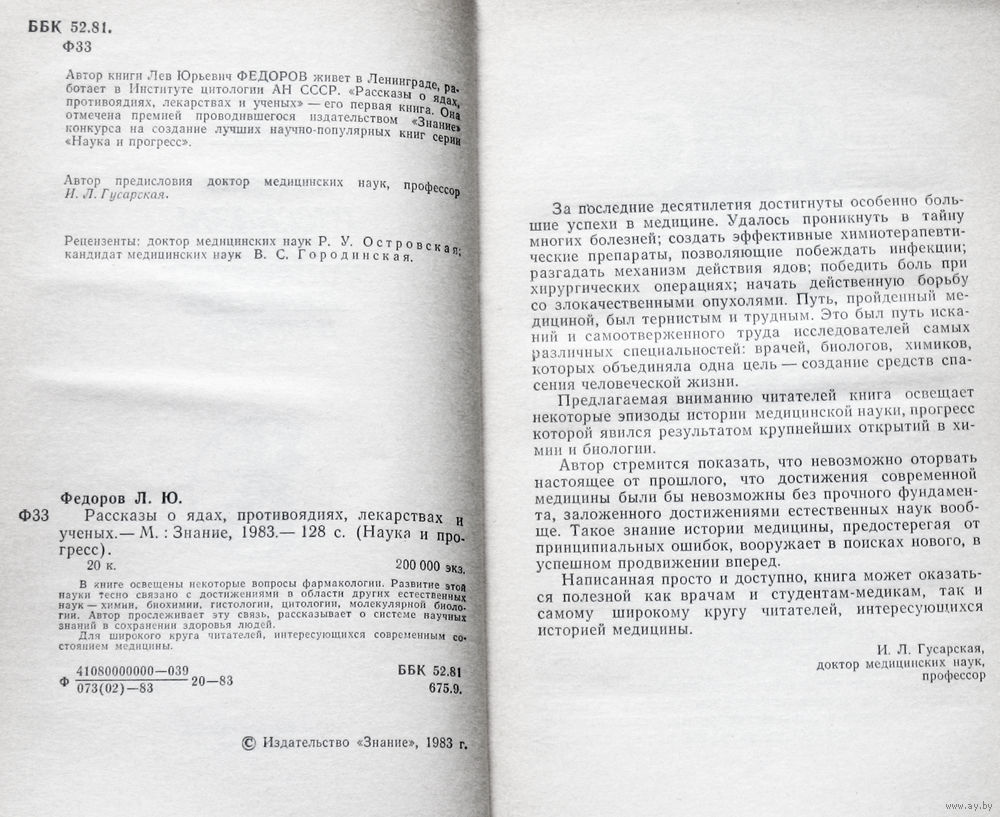 ББК 52.81.
Ф33
Автор книги Лев Юрьевич ФЕДОРОВ живет в Ленинграде, ра-
ботает в Институте цитологии АН СССР. «Рассказы о ядах,
противоядиях, лекарствах и ученых» — его первая книга. Она
отмечена премией проводившегося издательством «Знание»
конкурса на создание лучших научно-популярных книг серии
«Наука и прогресс».
Автор предисловия доктор медицинских наук, профессор
И. Л. Гусарская.
Рецензенты: доктор медицинских наук Р. У. Островская;
кандидат медицинских наук В. С. Городинская.
Федоров Л. Ю.
Ф33 Рассказы о ядах, противоядиях, лекарствах и
ученых.— М. : Знание, 1983.— 128 с. (Наука и про-
гресс).
20 к. 200 000 экз.
В книге освещены некоторые вопросы фармакологии. Развитие этой
науки тесно связано с достижениями в области других естественных
наук — химии, биохимии, гистологии, цитологии, молекулярной биоло-
гии. Автор прослеживает эту связь, рассказывает о системе научных
знаний в сохранении здоровья людей.
Для широкого круга читателей, интересующихся современным со-
стоянием медицины.
Ф 41080000000—039
073(02)—83 20—83
ББК 52.81
675.9.
© Издательство «Знание», 1983 г.
За последние десятилетия достигнуты особенно боль-
шие успехи в медицине. Удалось проникнуть в тайну
многих болезней; создать эффективные химиотерапевти-
ческие препараты, позволяющие побеждать инфекции;
разгадать механизм действия ядов; победить боль при
хирургических операциях; начать действенную борьбу
со злокачественными опухолями. Путь, пройденный ме-
дициной, был тернистым и трудным. Это был путь иска-
ний и самоотверженного труда исследователей самых
различных специальностей: врачей, биологов, химиков,
которых объединяла одна цель — создание средств спа-
сения человеческой жизни.
Предлагаемая вниманию читателей книга освещает
некоторые эпизоды истории медицинской науки, прогресс
которой явился результатом крупнейших открытий в хи-
мии и биологии.
Автор стремится показать, что невозможно оторвать
настоящее от прошлого, что достижения современной
медицины были бы невозможны без прочного фундамен-
та, заложенного достижениями естественных наук вооб-
ще. Такое знание истории медицины, предостерегая от
принципиальных ошибок, вооружает в поисках нового, в
успешном продвижении вперед.
Написанная просто и доступно, книга может оказать-
ся полезной как врачам и студентам-медикам, так и
самому широкому кругу читателей, интересующихся
историей медицины.
И. Л. Гусарская,
доктор медицинских наук,
профессор
www.ay.by